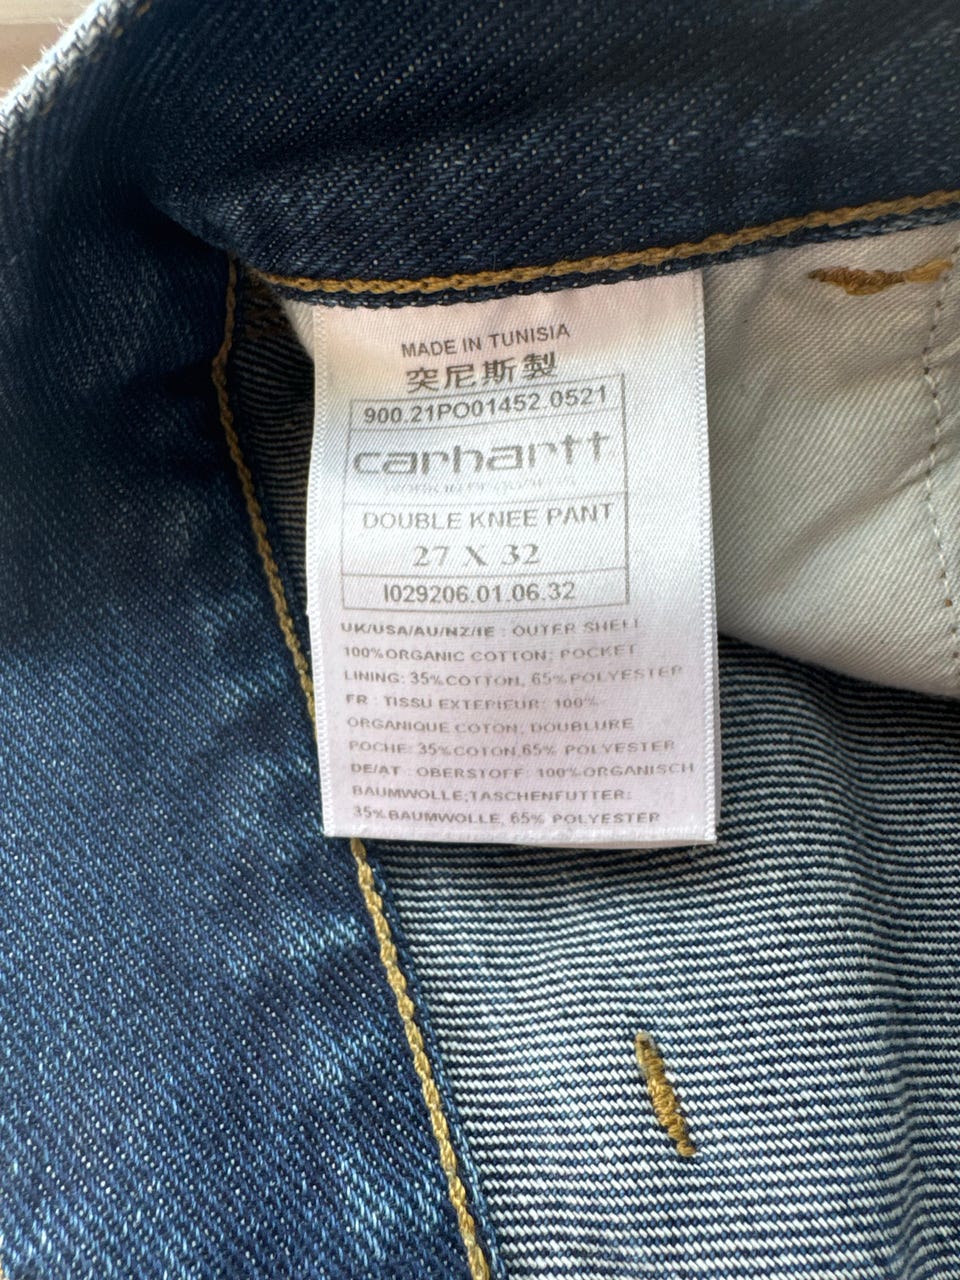 MADE IN TUNISIA
突尼斯製
900.21PO01452.0521
carhartt
WORK IN PROGRESS
DOUBLE KNEE PANT
27 X 32
I029206.01.06.32
UK/USA/AU/NZ/IE : OUTER SHELL
100%ORGANIC COTTON; POCKET
LINING: 35%COTTON, 65%POLYESTER
FR : TISSU EXTERIEUR: 100%
ORGANIQUE COTON; DOUBLURE
POCHE: 35%COTON,65% POLYESTER
DE/AT : OBERSTOFF: 100%ORGANISCH
BAUMWOLLE;TASCHENFUTTER:
35%BAUMWOLLE, 65% POLYESTER